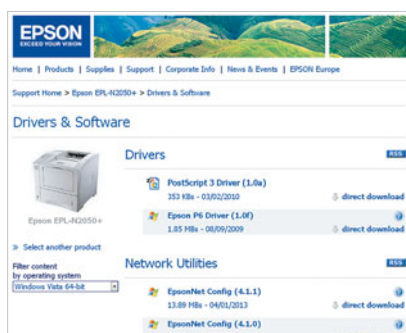 EPSON
EXCEED YOUR VISION
Home | Products | Supplies | Support | Corporate Info | News & Events | EPSON Europe
Support Home > Epson EPL-N2050+ > Drivers & Software
Drivers & Software
Drivers RSS
PostScript 3 Driver (1.0a)
353 KBs - 03/02/2010 direct download
Epson P6 Driver (1.0f)
1.85 MBs - 08/09/2009 direct download
Epson EPL-N2050+
» Select another product
Filter content
by operating system
Windows Vista 64-bit
Network Utilities RSS
EpsonNet Config (4.1.1)
13.89 MBs - 04/01/2013 direct download
EpsonNet Config (4.1.0)
direct download